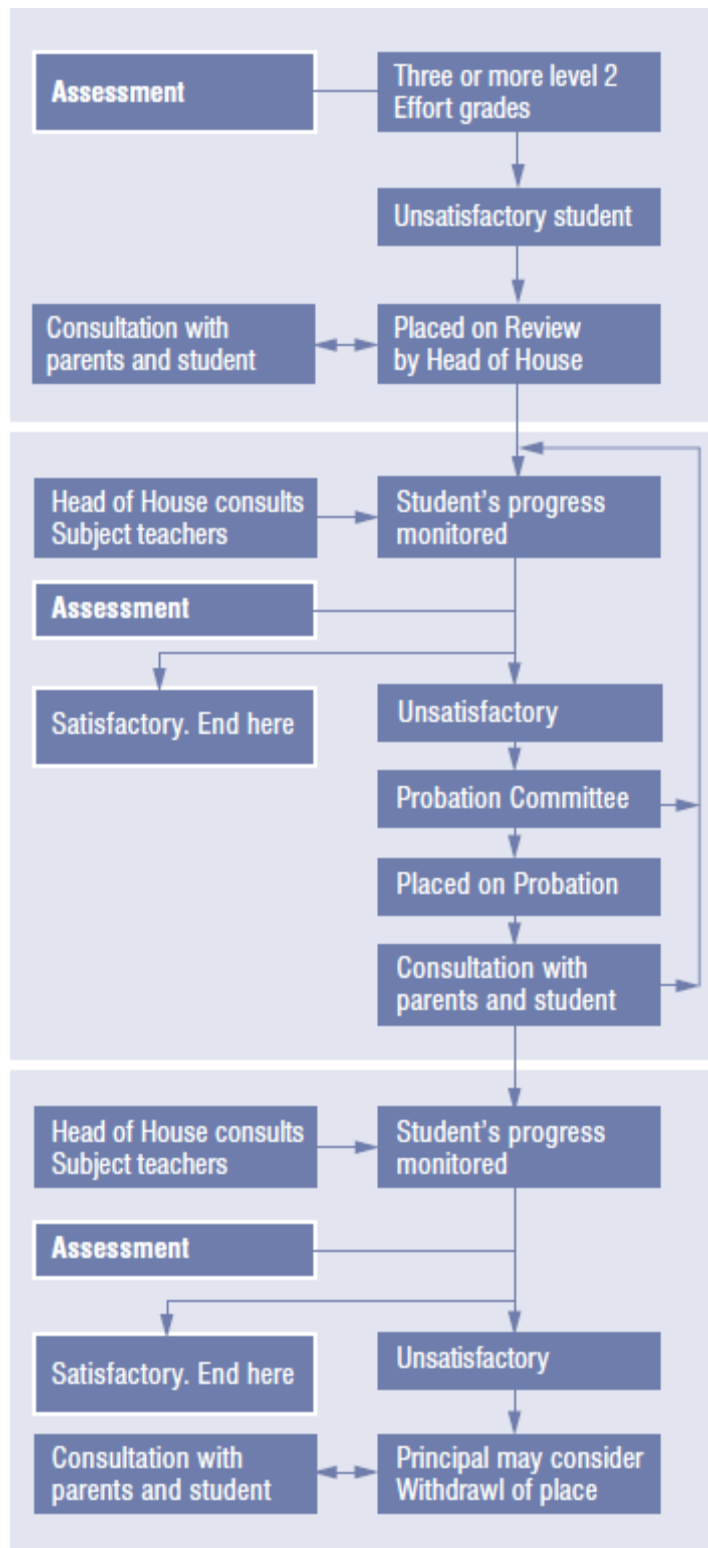 Assessment
Three or more level 2
Effort grades
Unsatisfactory student
Consultation with
parents and student
Placed on Review
by Head of House
Head of House consults
Subject teachers
Student’s progress
monitored
Assessment
Satisfactory. End here
Unsatisfactory
Probation Committee
Placed on Probation
Consultation with
parents and student
Head of House consults
Subject teachers
Student’s progress
monitored
Assessment
Satisfactory. End here
Unsatisfactory
Consultation with
parents and student
Principal may consider
Withdrawl of place